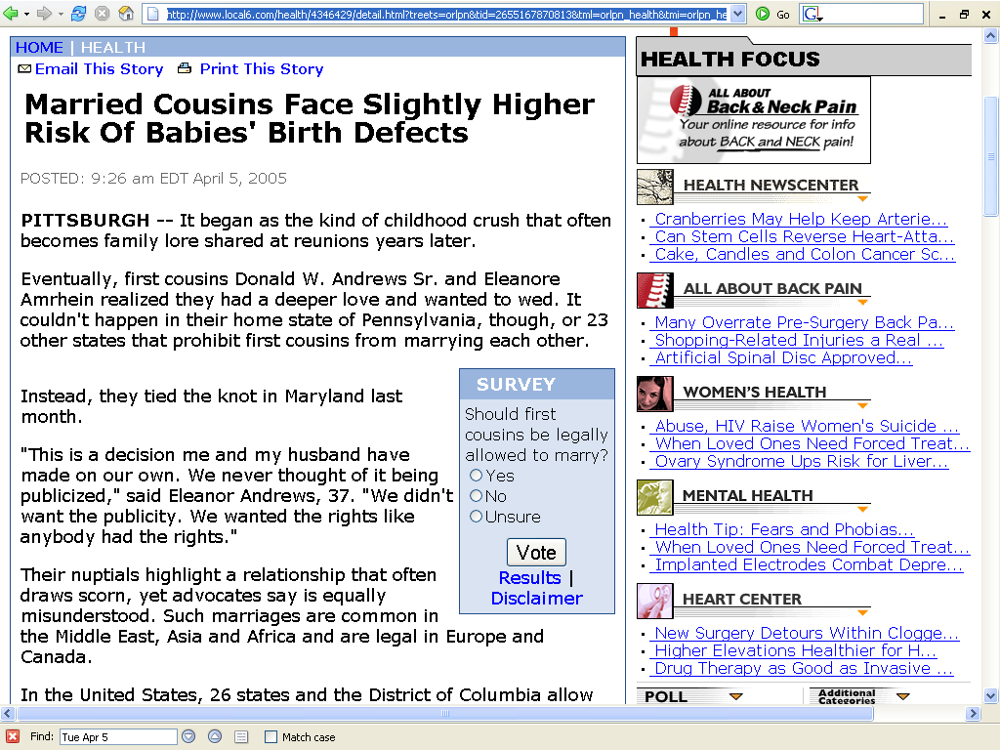 http://www.local6.com/health/4346429/detail.html?treets=orlpn&tid=2655167870813&tml=orlpn_health&tmi=orlpn_he
Go
G
HOME | HEALTH
Email This Story Print This Story
Married Cousins Face Slightly Higher
Risk Of Babies' Birth Defects
POSTED: 9:26 am EDT April 5, 2005
PITTSBURGH -- It began as the kind of childhood crush that often
becomes family lore shared at reunions years later.
Eventually, first cousins Donald W. Andrews Sr. and Eleanore
Amrhein realized they had a deeper love and wanted to wed. It
couldn't happen in their home state of Pennsylvania, though, or 23
other states that prohibit first cousins from marrying each other.
Instead, they tied the knot in Maryland last
month.
"This is a decision me and my husband have
made on our own. We never thought of it being
publicized," said Eleanor Andrews, 37. "We didn't
want the publicity. We wanted the rights like
anybody had the rights."
Their nuptials highlight a relationship that often
draws scorn, yet advocates say is equally
misunderstood. Such marriages are common in
the Middle East, Asia and Africa and are legal in Europe and
Canada.
In the United States, 26 states and the District of Columbia allow
SURVEY
Should first
cousins be legally
allowed to marry?
Yes
No
Unsure
Vote
Results |
Disclaimer
HEALTH FOCUS
ALL ABOUT
Back & Neck Pain
Your online resource for info
about BACK and NECK pain!
HEALTH NEWSCENTER
• Cranberries May Help Keep Arterie...
• Can Stem Cells Reverse Heart-Atta...
• Cake, Candles and Colon Cancer Sc...
ALL ABOUT BACK PAIN
• Many Overrate Pre-Surgery Back Pa...
• Shopping-Related Injuries a Real ...
• Artificial Spinal Disc Approved...
WOMEN'S HEALTH
• Abuse, HIV Raise Women's Suicide ...
• When Loved Ones Need Forced Treat...
• Ovary Syndrome Ups Risk for Liver...
MENTAL HEALTH
• Health Tip: Fears and Phobias...
• When Loved Ones Need Forced Treat...
• Implanted Electrodes Combat Depre...
HEART CENTER
• New Surgery Detours Within Clogge...
• Higher Elevations Healthier for H...
• Drug Therapy as Good as Invasive ...
POLL
Additional
Categories
Find: Tue Apr 5
Match case